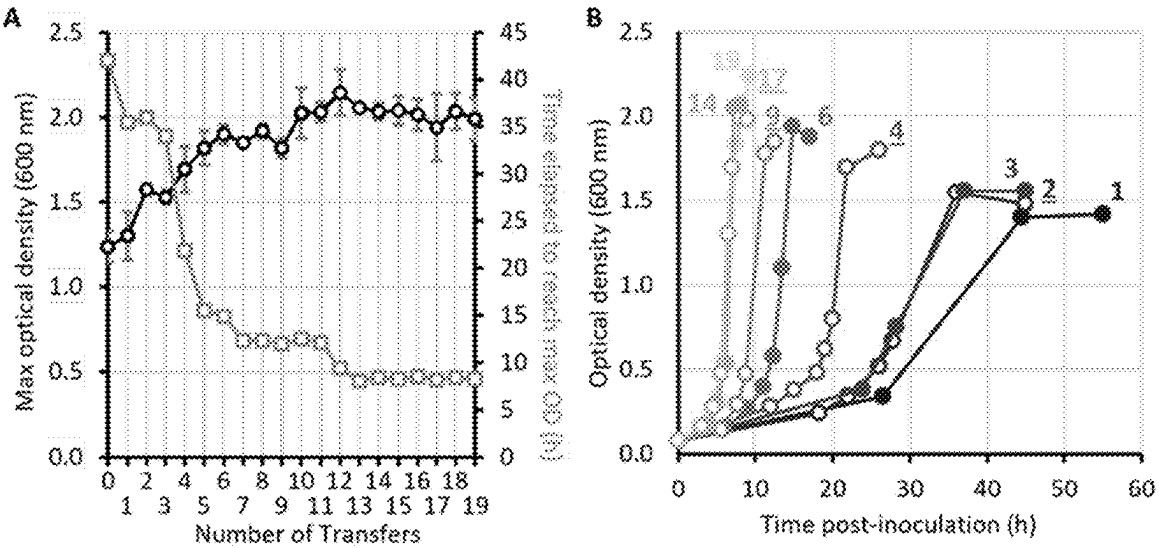 A
2.5
2.0
1.5
1.0
0.5
0.0
Max optical density (600 nm)
45
40
35
30
25
20
15
10
5
0
Time elapsed to reach max OD (h)
0 2 4 6 8 10 12 14 16 18
1 3 5 7 9 11 13 15 17 19
Number of Transfers
B
2.5
2.0
1.5
1.0
0.5
0.0
Optical density (600 nm)
14
12
6
4
3
2
1
0 10 20 30 40 50 60
Time post-inoculation (h)